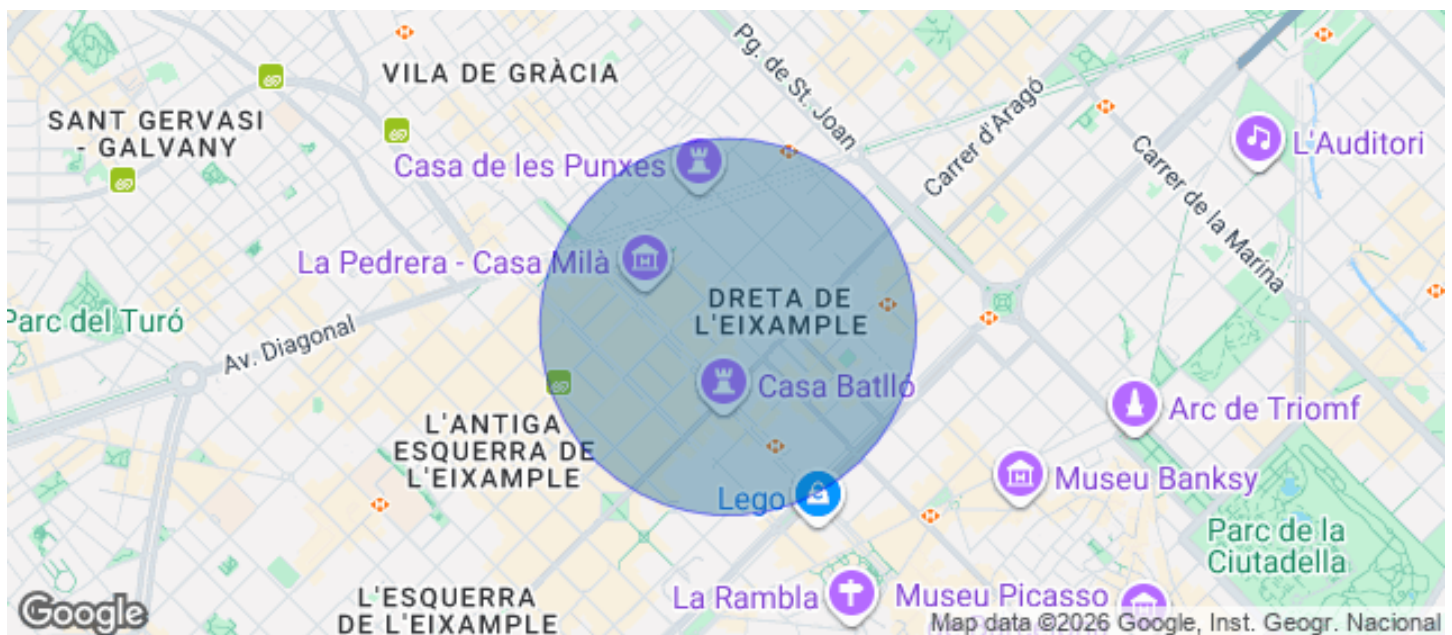 Pg. de St. Joan
VILA DE GRÀCIA
SANT GERVASI
- GALVANY
Carrer d'Aragó
L'Auditori
Casa de les Punxes
Carrer de la Marina
La Pedrera - Casa Milà
DRETA DE
L'EIXAMPLE
Parc del Turó
Av. Diagonal
Casa Batlló
Arc de Triomf
L'ANTIGA
ESQUERRA DE
L'EIXAMPLE
Museu Banksy
Lego
Parc de la
Ciutadella
L'ESQUERRA
DE L'EIXAMPLE
La Rambla
Museu Picasso
Google
Map data ©2026 Google, Inst. Geogr. Nacional